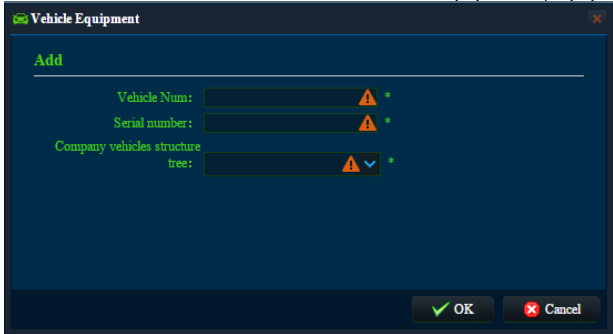 Vehicle Equipment
Add
Vehicle Num: *
Serial number: *
Company vehicles structure
tree: *
OK Cancel